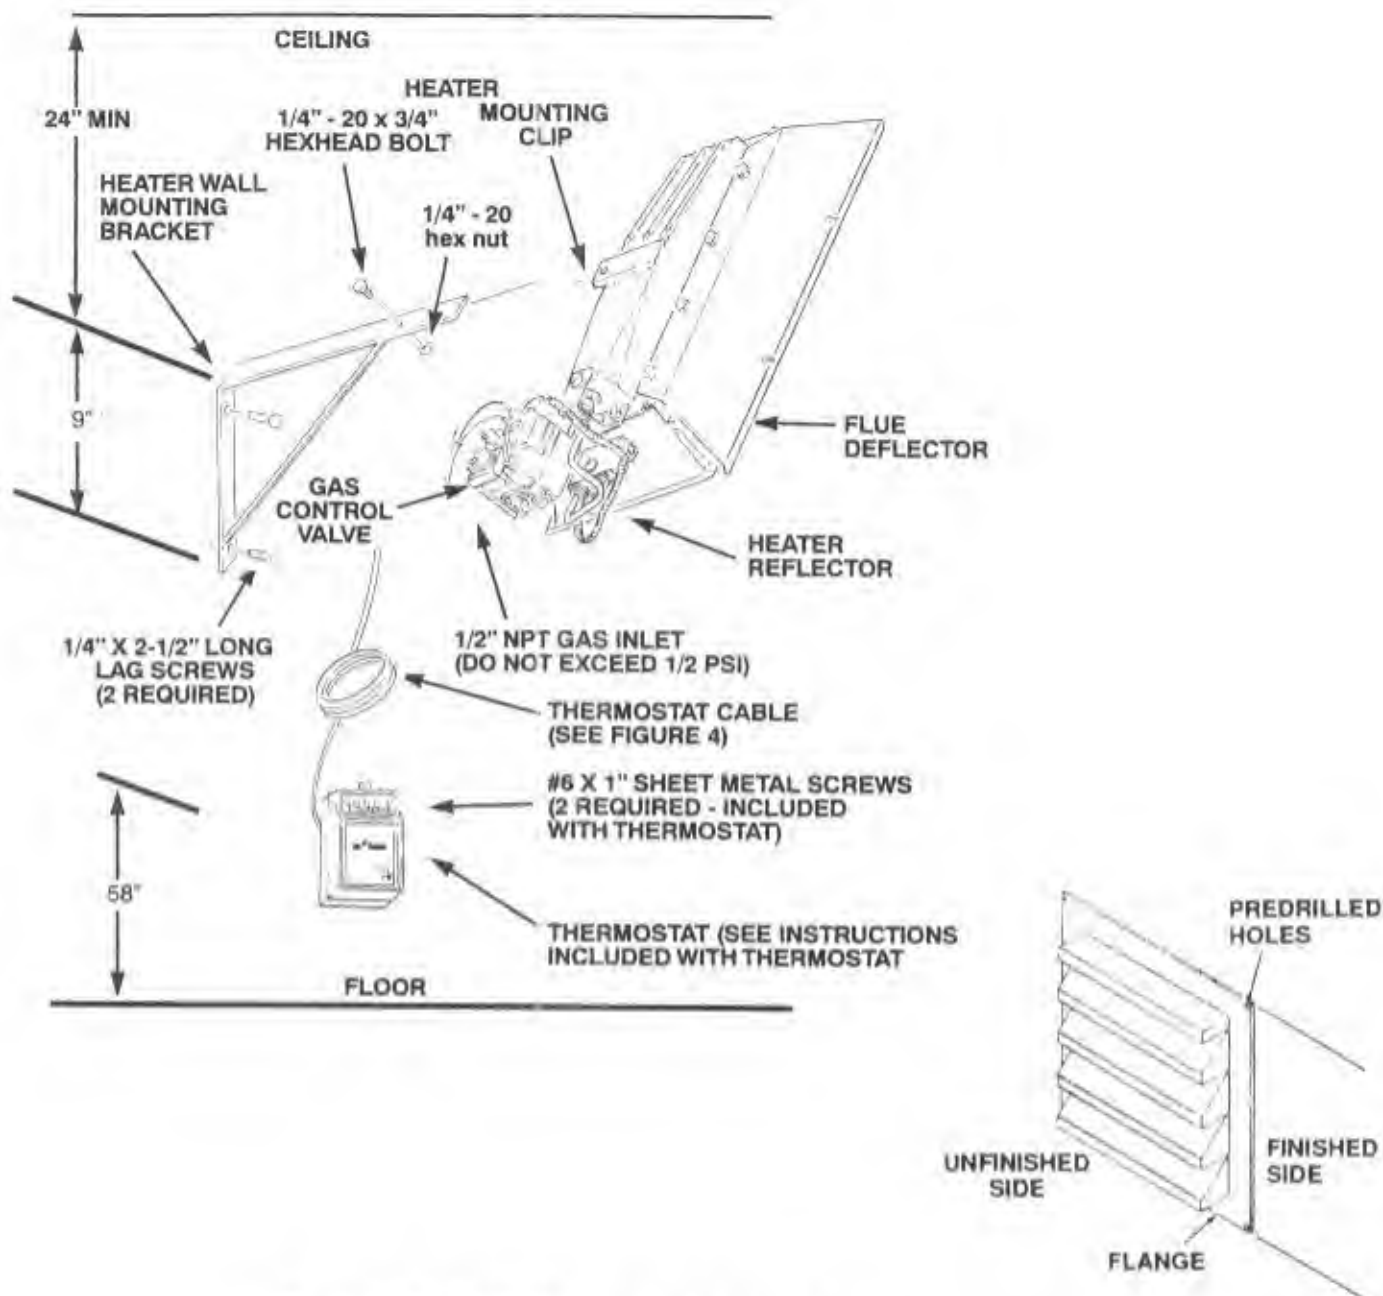 CEILING
24" MIN
HEATER
MOUNTING
CLIP
1/4" - 20 x 3/4"
HEXHEAD BOLT
HEATER WALL
MOUNTING
BRACKET
1/4" - 20
hex nut
9"
GAS
CONTROL
VALVE
FLUE
DEFLECTOR
HEATER
REFLECTOR
1/4" X 2-1/2" LONG
LAG SCREWS
(2 REQUIRED)
1/2" NPT GAS INLET
(DO NOT EXCEED 1/2 PSI)
THERMOSTAT CABLE
(SEE FIGURE 4)
#6 X 1" SHEET METAL SCREWS
(2 REQUIRED - INCLUDED
WITH THERMOSTAT)
58"
THERMOSTAT (SEE INSTRUCTIONS
INCLUDED WITH THERMOSTAT
FLOOR
PREDRILLED
HOLES
UNFINISHED
SIDE
FINISHED
SIDE
FLANGE